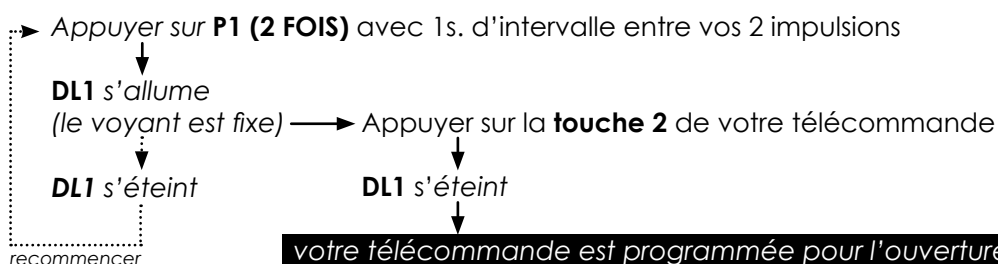 Appuyer sur P1 (2 FOIS) avec 1s. d’intervalle entre vos 2 impulsions
DL1 s’allume
(le voyant est fixe) Appuyer sur la touche 2 de votre télécommande
DL1 s’éteint DL1 s’éteint
recommencer votre télécommande est programmée pour l’ouverture